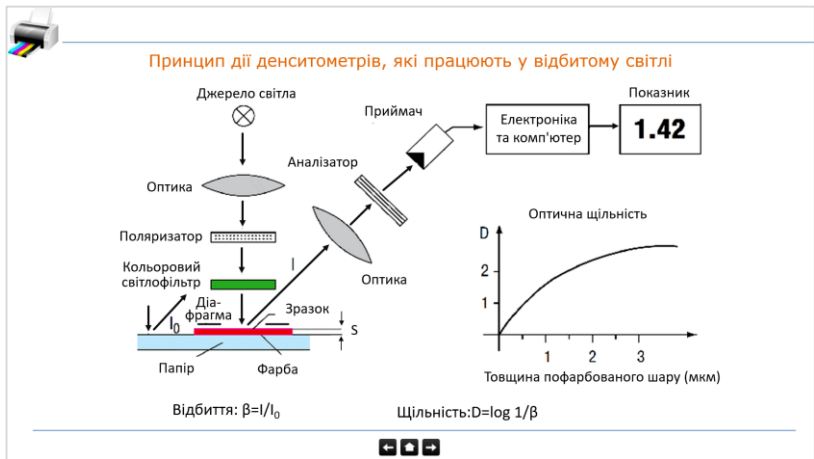 Принцип дії денситометрів, які працюють у відбитому світлі
Джерело світла
Приймач
Показник
Електроніка
та комп'ютер
1.42
Аналізатор
Оптика
Поляризатор
Кольоровий
світлофільтр
I
Оптика
Діа-
фрагма
I₀
Зразок
S
Папір
Фарба
Оптична щільність
D
2
1
1 2 3
Товщина пофарбованого шару (мкм)
Відбиття: β=I/I₀
Щільність:D=log 1/β